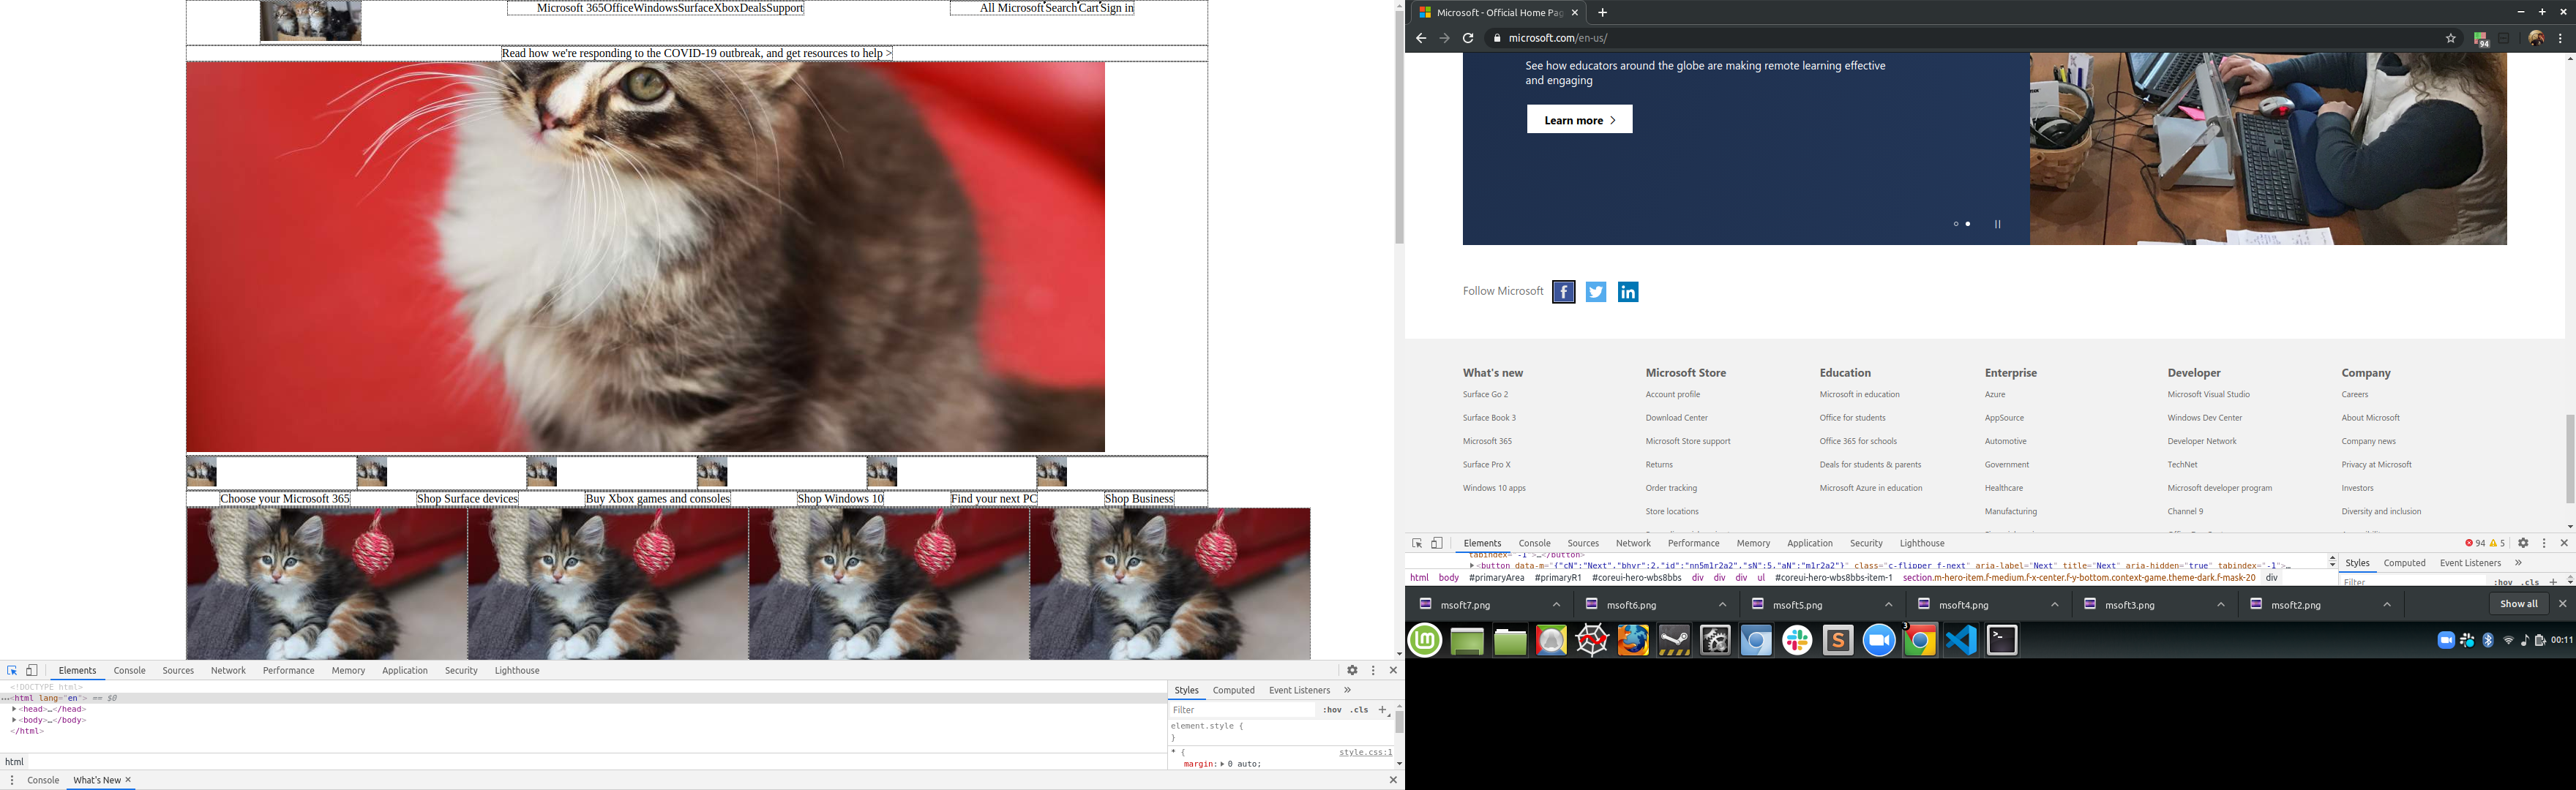 Microsoft 365OfficeWindowsSurfaceXboxDealsSupport
All MicrosoftSearchCartSign in
Read how we're responding to the COVID-19 outbreak, and get resources to help >
Choose your Microsoft 365
Shop Surface devices
Buy Xbox games and consoles
Shop Windows 10
Find your next PC
Shop Business
Elements Console Sources Network Performance Memory Application Security Lighthouse
<!DOCTYPE html>
<html lang="en"> == $0
<head>…</head>
<body>…</body>
</html>
html
Styles Computed Event Listeners
Filter :hov .cls
element.style {
}
* { style.css:1
margin: 0 auto;
Console What's New
Microsoft - Official Home Pag
microsoft.com/en-us/
94
See how educators around the globe are making remote learning effective
and engaging
Learn more
Follow Microsoft
What's new
Surface Go 2
Surface Book 3
Microsoft 365
Surface Pro X
Windows 10 apps
Microsoft Store
Account profile
Download Center
Microsoft Store support
Returns
Order tracking
Store locations
Education
Microsoft in education
Office for students
Office 365 for schools
Deals for students & parents
Microsoft Azure in education
Enterprise
Azure
AppSource
Automotive
Government
Healthcare
Manufacturing
Developer
Microsoft Visual Studio
Windows Dev Center
Developer Network
TechNet
Microsoft developer program
Channel 9
Company
Careers
About Microsoft
Company news
Privacy at Microsoft
Investors
Diversity and inclusion
Elements Console Sources Network Performance Memory Application Security Lighthouse 94 5
tabindex="-1">…</button>
<button data-m='{"cN":"Next","bhvr":2,"id":"nn5m1r2a2","sN":5,"aN":"m1r2a2"}' class="c-flipper f-next" aria-label="Next" title="Next" aria-hidden="true" tabindex="-1">…
html body #primaryArea #primaryR1 #coreui-hero-wbs8bbs div div div ul #coreui-hero-wbs8bbs-item-1 section.m-hero-item.f-medium.f-x-center.f-y-bottom.context-game.theme-dark.f-mask-20 div
Styles Computed Event Listeners
Filter :hov .cls
msoft7.png msoft6.png msoft5.png msoft4.png msoft3.png msoft2.png Show all
00:11